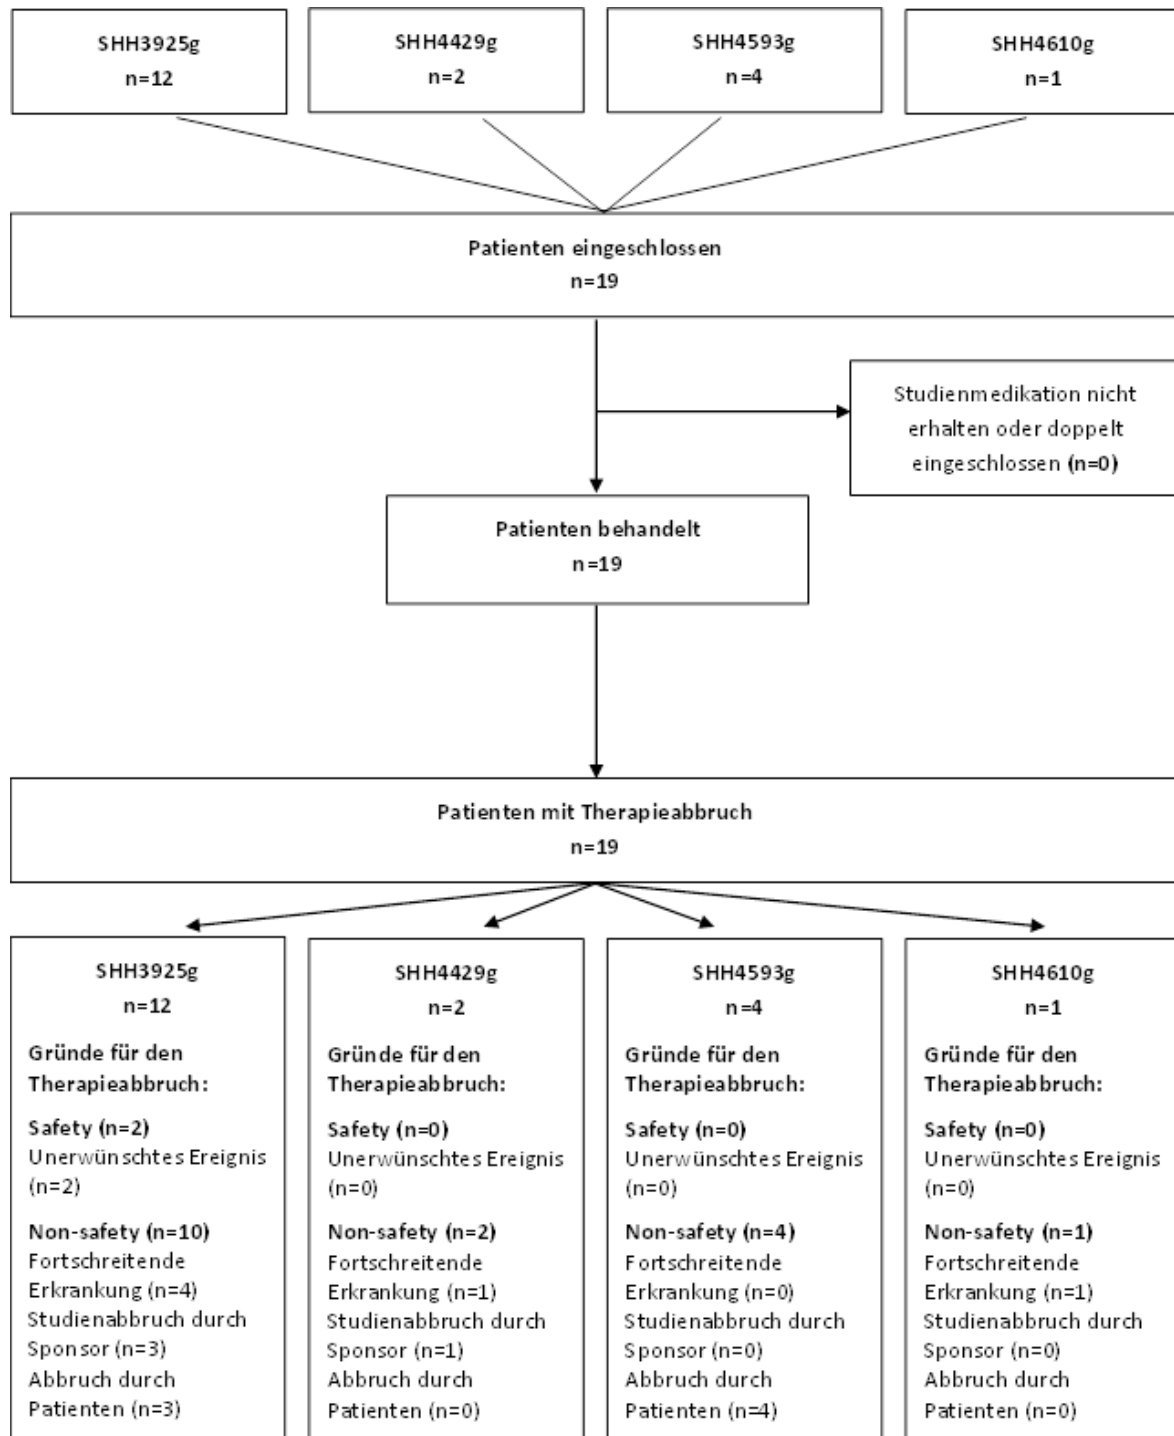 SHH3925g
n=12
SHH4429g
n=2
SHH4593g
n=4
SHH4610g
n=1
Patienten eingeschlossen
n=19
Studienmedikation nicht
erhalten oder doppelt
eingeschlossen (n=0)
Patienten behandelt
n=19
Patienten mit Therapieabbruch
n=19
SHH3925g
n=12
Gründe für den
Therapieabbruch:
Safety (n=2)
Unerwünschtes Ereignis
(n=2)
Non-safety (n=10)
Fortschreitende
Erkrankung (n=4)
Studienabbruch durch
Sponsor (n=3)
Abbruch durch
Patienten (n=3)
SHH4429g
n=2
Gründe für den
Therapieabbruch:
Safety (n=0)
Unerwünschtes Ereignis
(n=0)
Non-safety (n=2)
Fortschreitende
Erkrankung (n=1)
Studienabbruch durch
Sponsor (n=1)
Abbruch durch
Patienten (n=0)
SHH4593g
n=4
Gründe für den
Therapieabbruch:
Safety (n=0)
Unerwünschtes Ereignis
(n=0)
Non-safety (n=4)
Fortschreitende
Erkrankung (n=0)
Studienabbruch durch
Sponsor (n=0)
Abbruch durch
Patienten (n=4)
SHH4610g
n=1
Gründe für den
Therapieabbruch:
Safety (n=0)
Unerwünschtes Ereignis
(n=0)
Non-safety (n=1)
Fortschreitende
Erkrankung (n=1)
Studienabbruch durch
Sponsor (n=0)
Abbruch durch
Patienten (n=0)